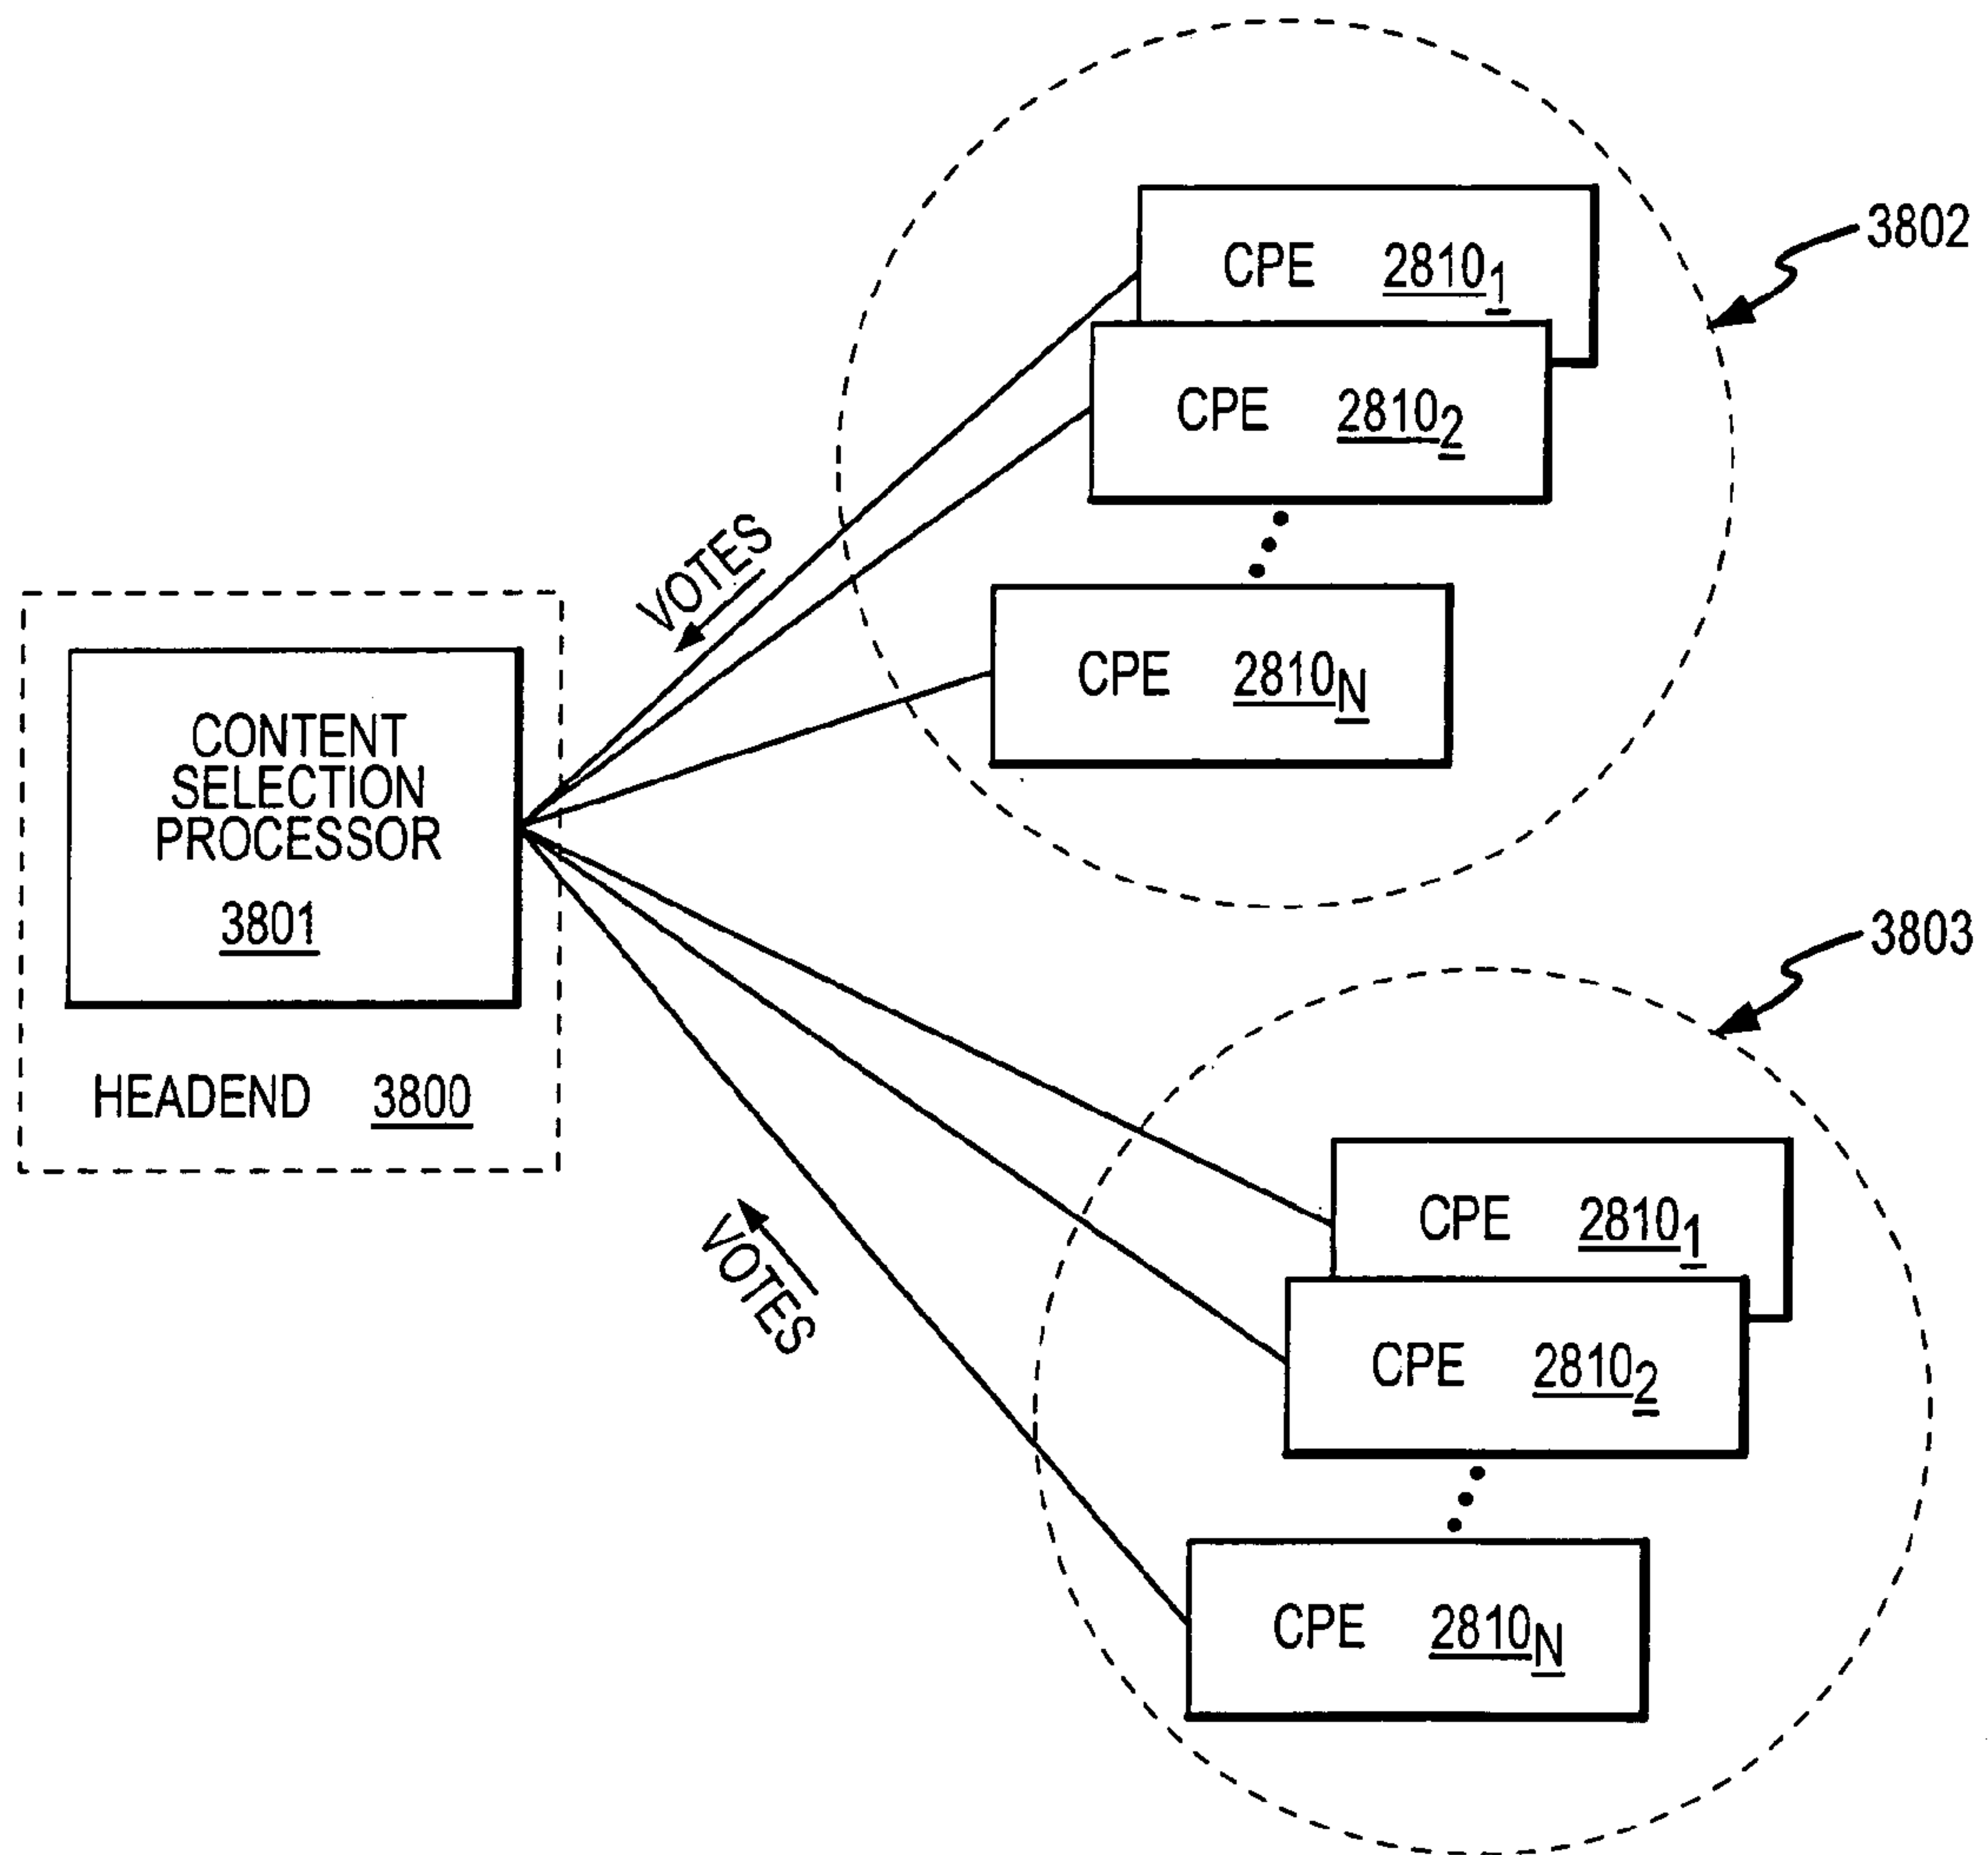 CPE 2810₁
3802
CPE 2810₂
VOTES
CPE 2810N
CONTENT
SELECTION
PROCESSOR
3801
HEADEND 3800
3803
CPE 2810₁
VOTES
CPE 2810₂
CPE 2810N